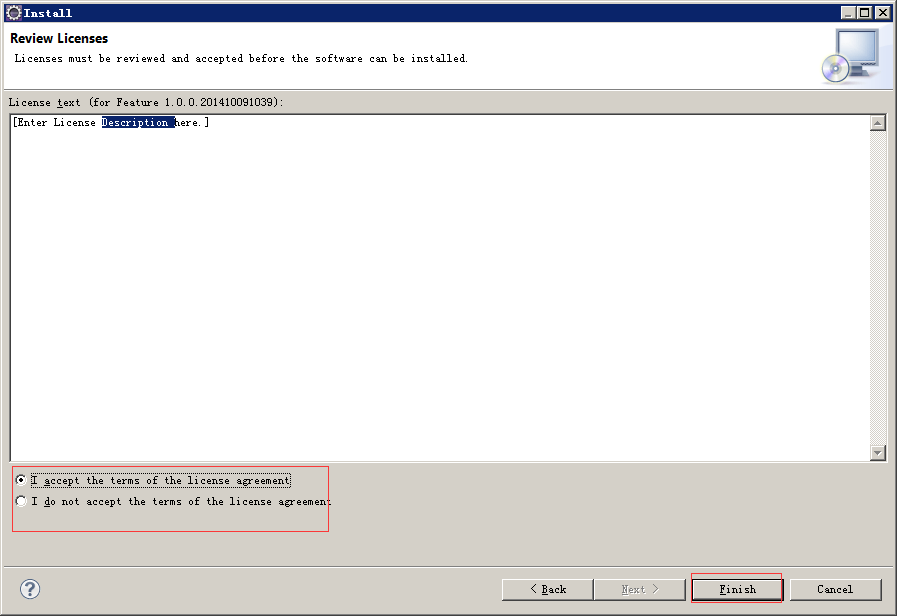 Install
Review Licenses
Licenses must be reviewed and accepted before the software can be installed.
License text (for Feature 1.0.0.201410091039):
[Enter License Description here.]
I accept the terms of the license agreement
I do not accept the terms of the license agreement
?
< Back
Next >
Finish
Cancel